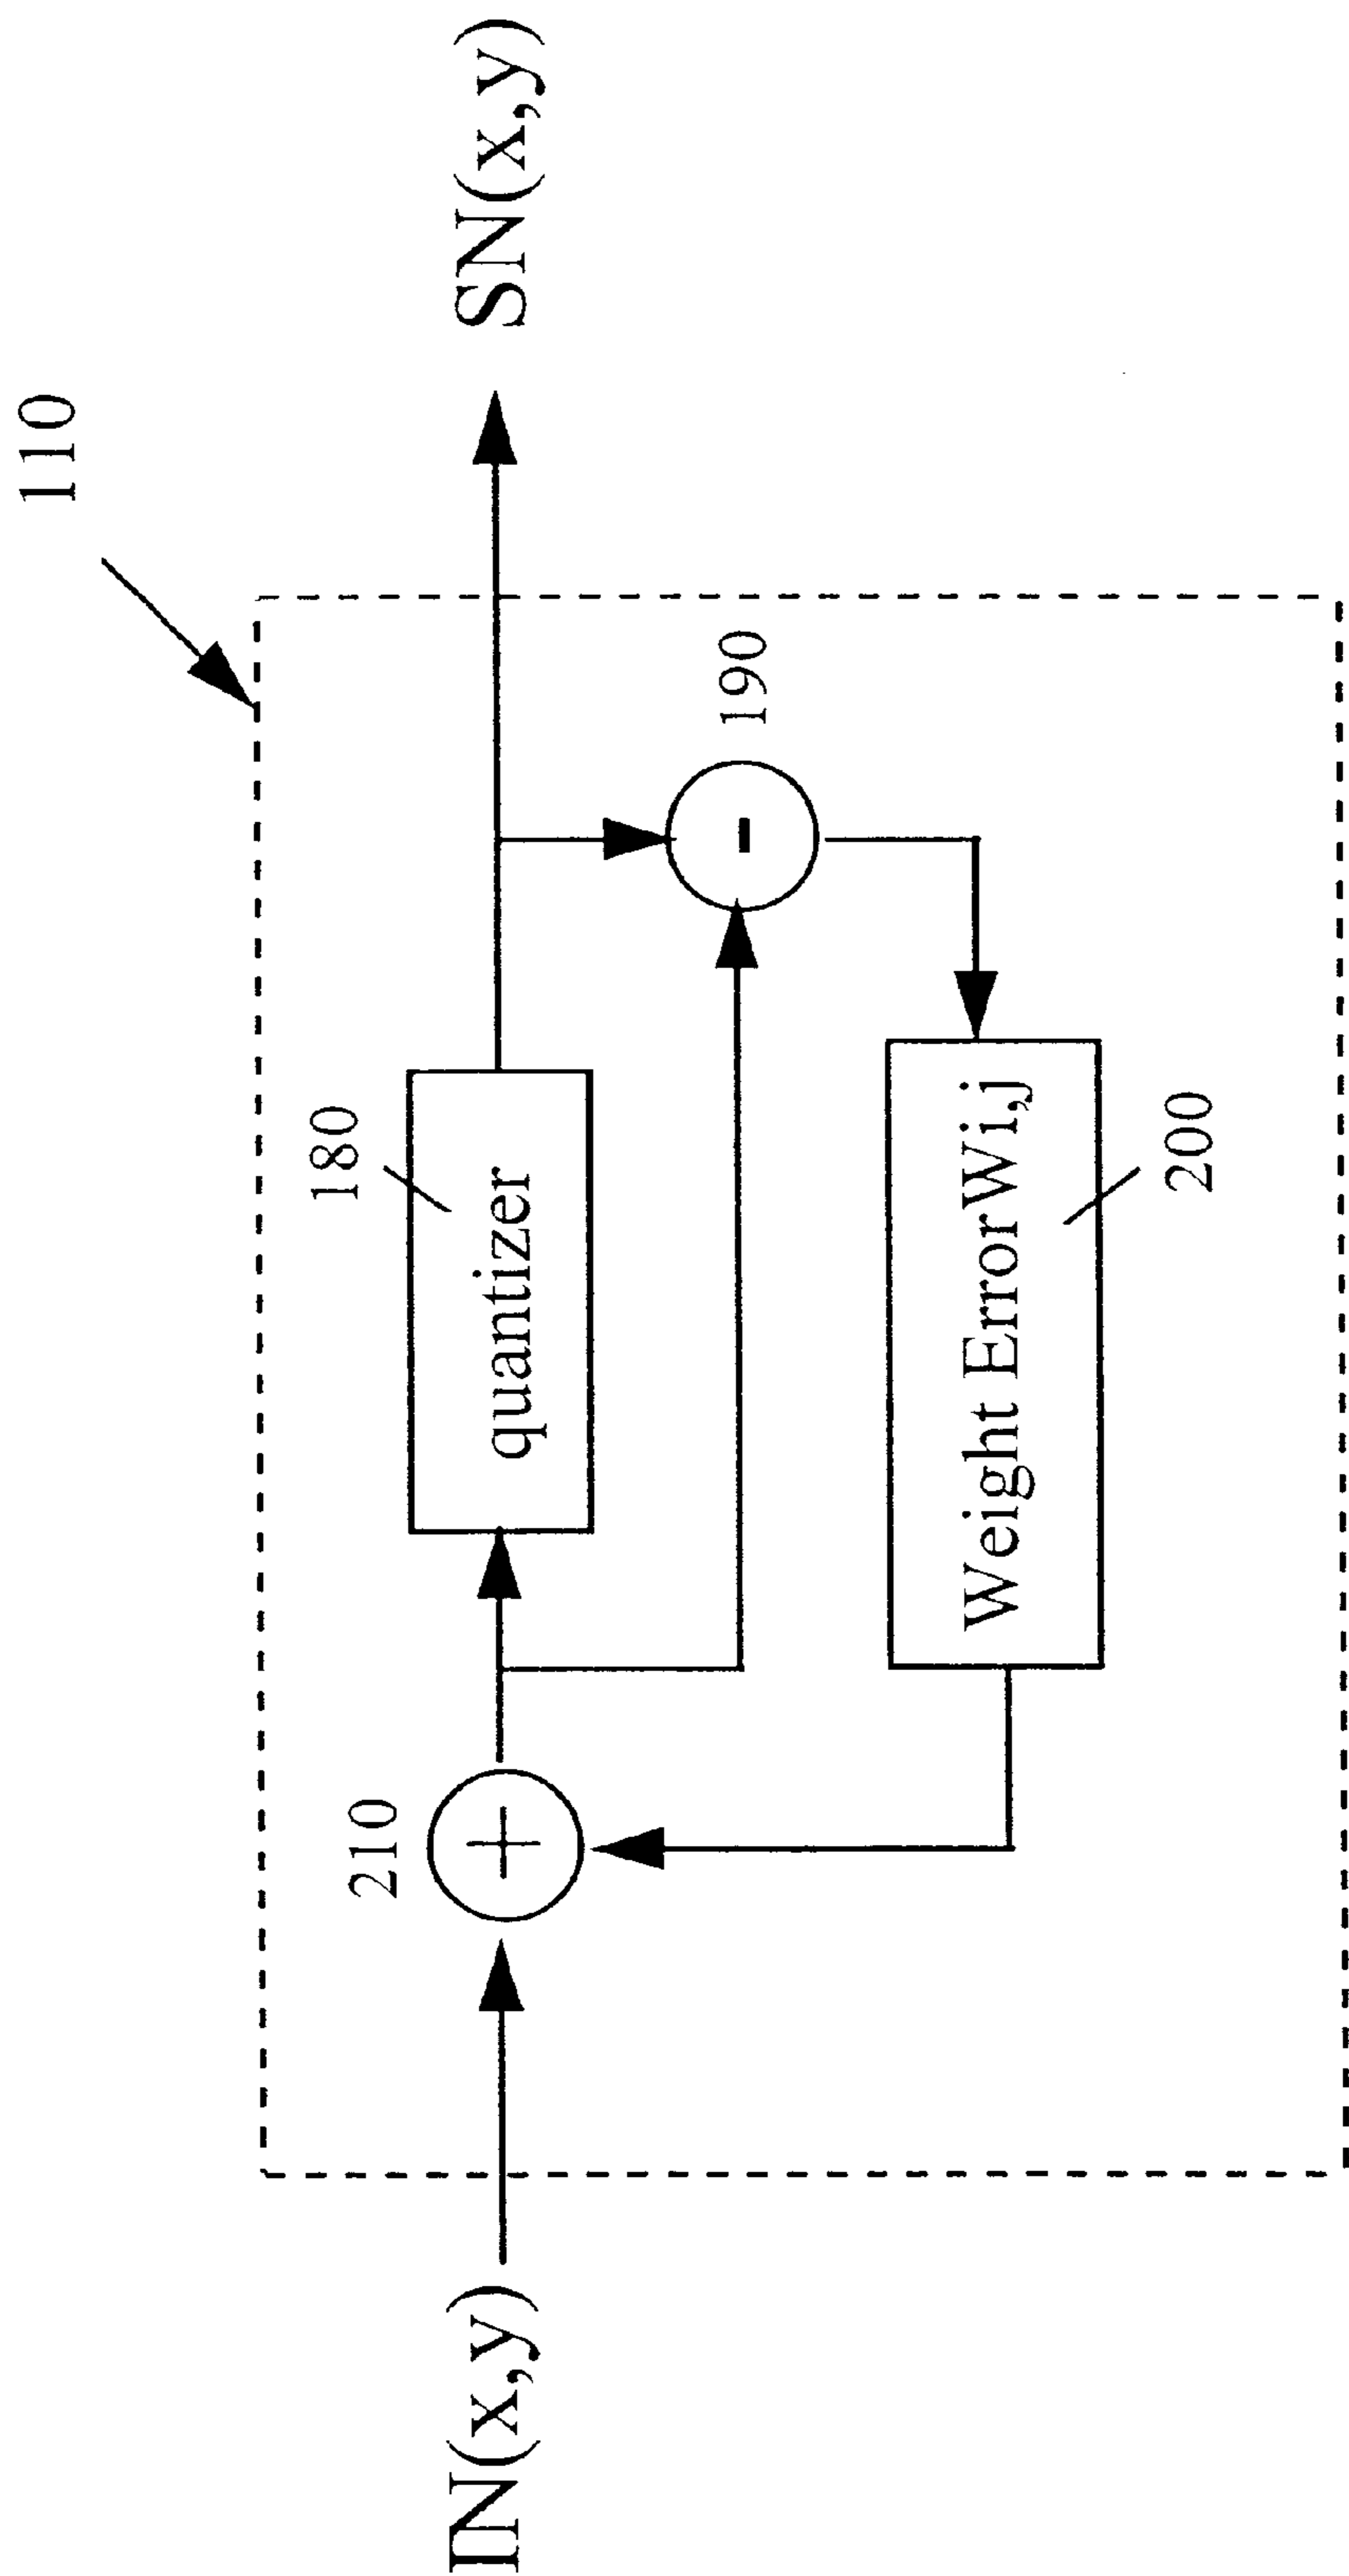 110
IN(x,y)
210
+
180
quantizer
SN(x,y)
-
190
Weight ErrorWi,j
200